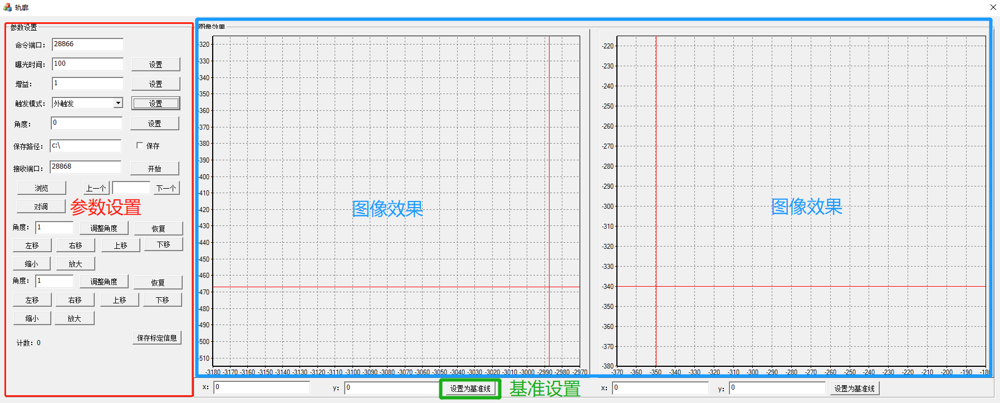 轨廓
参数设置
命令端口： 28866
曝光时间： 100 设置
增益： 1 设置
触发模式： 外触发 设置
角度： 0 设置
保存路径： c:\ 保存
接收端口： 28868 开始
浏览 上一个 下一个
对调 参数设置
角度： 1 调整角度 恢复
左移 右移 上移 下移
缩小 放大
角度： 1 调整角度 恢复
左移 右移 上移 下移
缩小 放大
计数：0 保存标定信息
图像效果
-320
-330
-340
-350
-360
-370
-380
-390
-400
-410
-420
-430
-440
-450
-460
-470
-480
-490
-500
-510
图像效果
-3180 -3170 -3160 -3150 -3140 -3130 -3120 -3110 -3100 -3090 -3080 -3070 -3060 -3050 -3040 -3030 -3020 -3010 -3000 -2990 -2980 -2970
-220
-230
-240
-250
-260
-270
-280
-290
-300
-310
-320
-330
-340
-350
-360
-370
-380
图像效果
-370 -360 -350 -340 -330 -320 -310 -300 -290 -280 -270 -260 -250 -240 -230 -220 -210 -200 -190 -180
x： 0 y： 0 设置为基准线 基准设置
x： 0 y： 0 设置为基准线